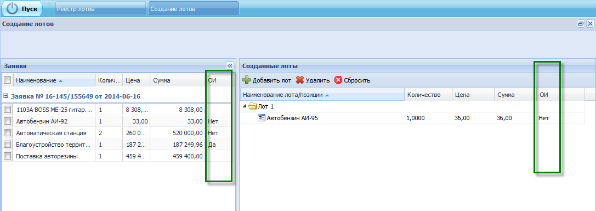 Пуск
Реестр лотов
Создание лотов
Создание лотов
Заявки
Наименование Колич... Цена Сумма ОИ
Заявка № 16-145/155649 от 2014-06-16
1103A BOSS ME-25 гитар. ... 1 8 308,... 8 308,00
Автобензин АИ-92 1 33,00 33,00 Нет
Автоматическая станция 2 260 0... 520 000,00 Нет
Благоустройство террит... 1 187 2... 187 249,96 Да
Поставка авторезины 1 459 4... 459 400,00
Созданные лоты
Добавить лот Удалить Сбросить
Наименование лота/позиции Количество Цена Сумма ОИ
Лот 1
Автобензин АИ-95 1,0000 36,00 36,00 Нет